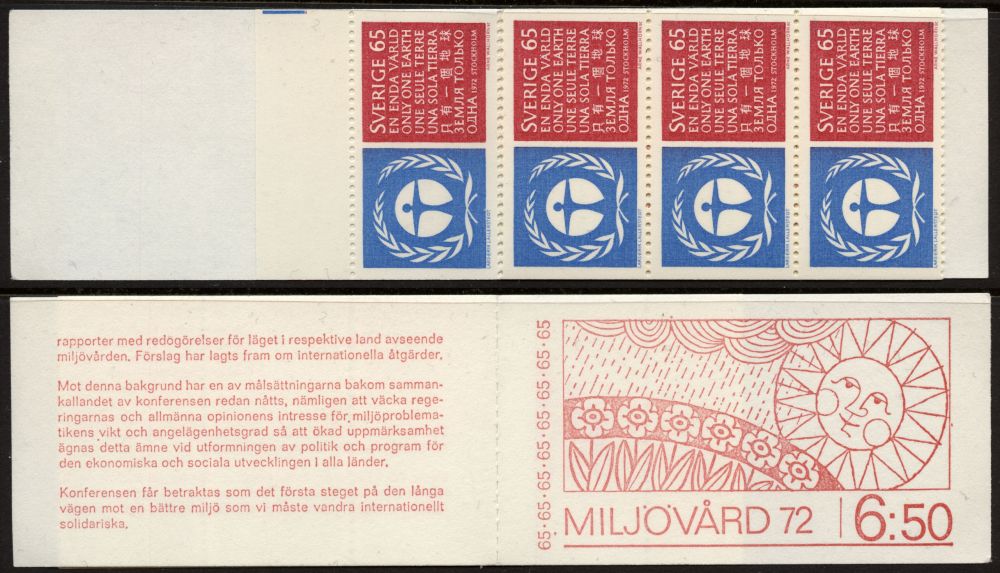 SVERIGE 65
EN ENDA VÄRLD
ONLY ONE EARTH
UNE SEULE TERRE
UNA SOLA TIERRA
只有一個地球
ЗЕМЛЯ ТОЛЬКО
ОДНА 1972 STOCKHOLM
SVERIGE 65
EN ENDA VÄRLD
ONLY ONE EARTH
UNE SEULE TERRE
UNA SOLA TIERRA
只有一個地球
ЗЕМЛЯ ТОЛЬКО
ОДНА 1972 STOCKHOLM
SVERIGE 65
EN ENDA VÄRLD
ONLY ONE EARTH
UNE SEULE TERRE
UNA SOLA TIERRA
只有一個地球
ЗЕМЛЯ ТОЛЬКО
ОДНА 1972 STOCKHOLM
SVERIGE 65
EN ENDA VÄRLD
ONLY ONE EARTH
UNE SEULE TERRE
UNA SOLA TIERRA
只有一個地球
ЗЕМЛЯ ТОЛЬКО
ОДНА 1972 STOCKHOLM
rapporter med redögörelser för läget i respektive land avseende
miljövården. Förslag har lagts fram om internationella åtgärder.
Mot denna bakgrund har en av målsättningarna bakom samman-
kallandet av konferensen redan nåtts, nämligen att väcka rege-
ringarnas och allmänna opinionens intresse för miljöproblema-
tikens vikt och angelägenhetsgrad så att ökad uppmärksamhet
ägnas detta ämne vid utformningen av politik och program för
den ekonomiska och sociala utvecklingen i alla länder.
Konferensen får betraktas som det första steget på den långa
vägen mot en bättre miljö som vi måste vandra internationellt
solidariska.
65·65·65·65·65·65·65·65·65·65
MILJÖVÅRD 72
6:50